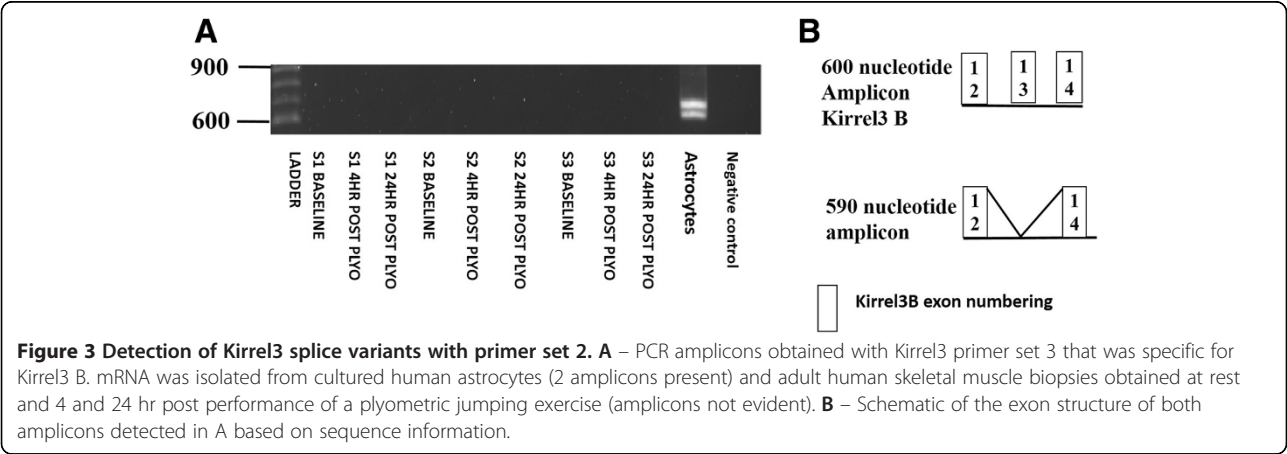 A
900
600
LADDER
S1 BASELINE
S1 4HR POST PLYO
S1 24HR POST PLYO
S2 BASELINE
S2 4HR POST PLYO
S2 24HR POST PLYO
S3 BASELINE
S3 4HR POST PLYO
S3 24HR POST PLYO
Astrocytes
Negative control
B
600 nucleotide
Amplicon
Kirrel3 B
1 1 1
2 3 4
590 nucleotide
amplicon
1 1
2 4
Kirrel3B exon numbering
Figure 3 Detection of Kirrel3 splice variants with primer set 2. A – PCR amplicons obtained with Kirrel3 primer set 3 that was specific for
Kirrel3 B. mRNA was isolated from cultured human astrocytes (2 amplicons present) and adult human skeletal muscle biopsies obtained at rest
and 4 and 24 hr post performance of a plyometric jumping exercise (amplicons not evident). B – Schematic of the exon structure of both
amplicons detected in A based on sequence information.